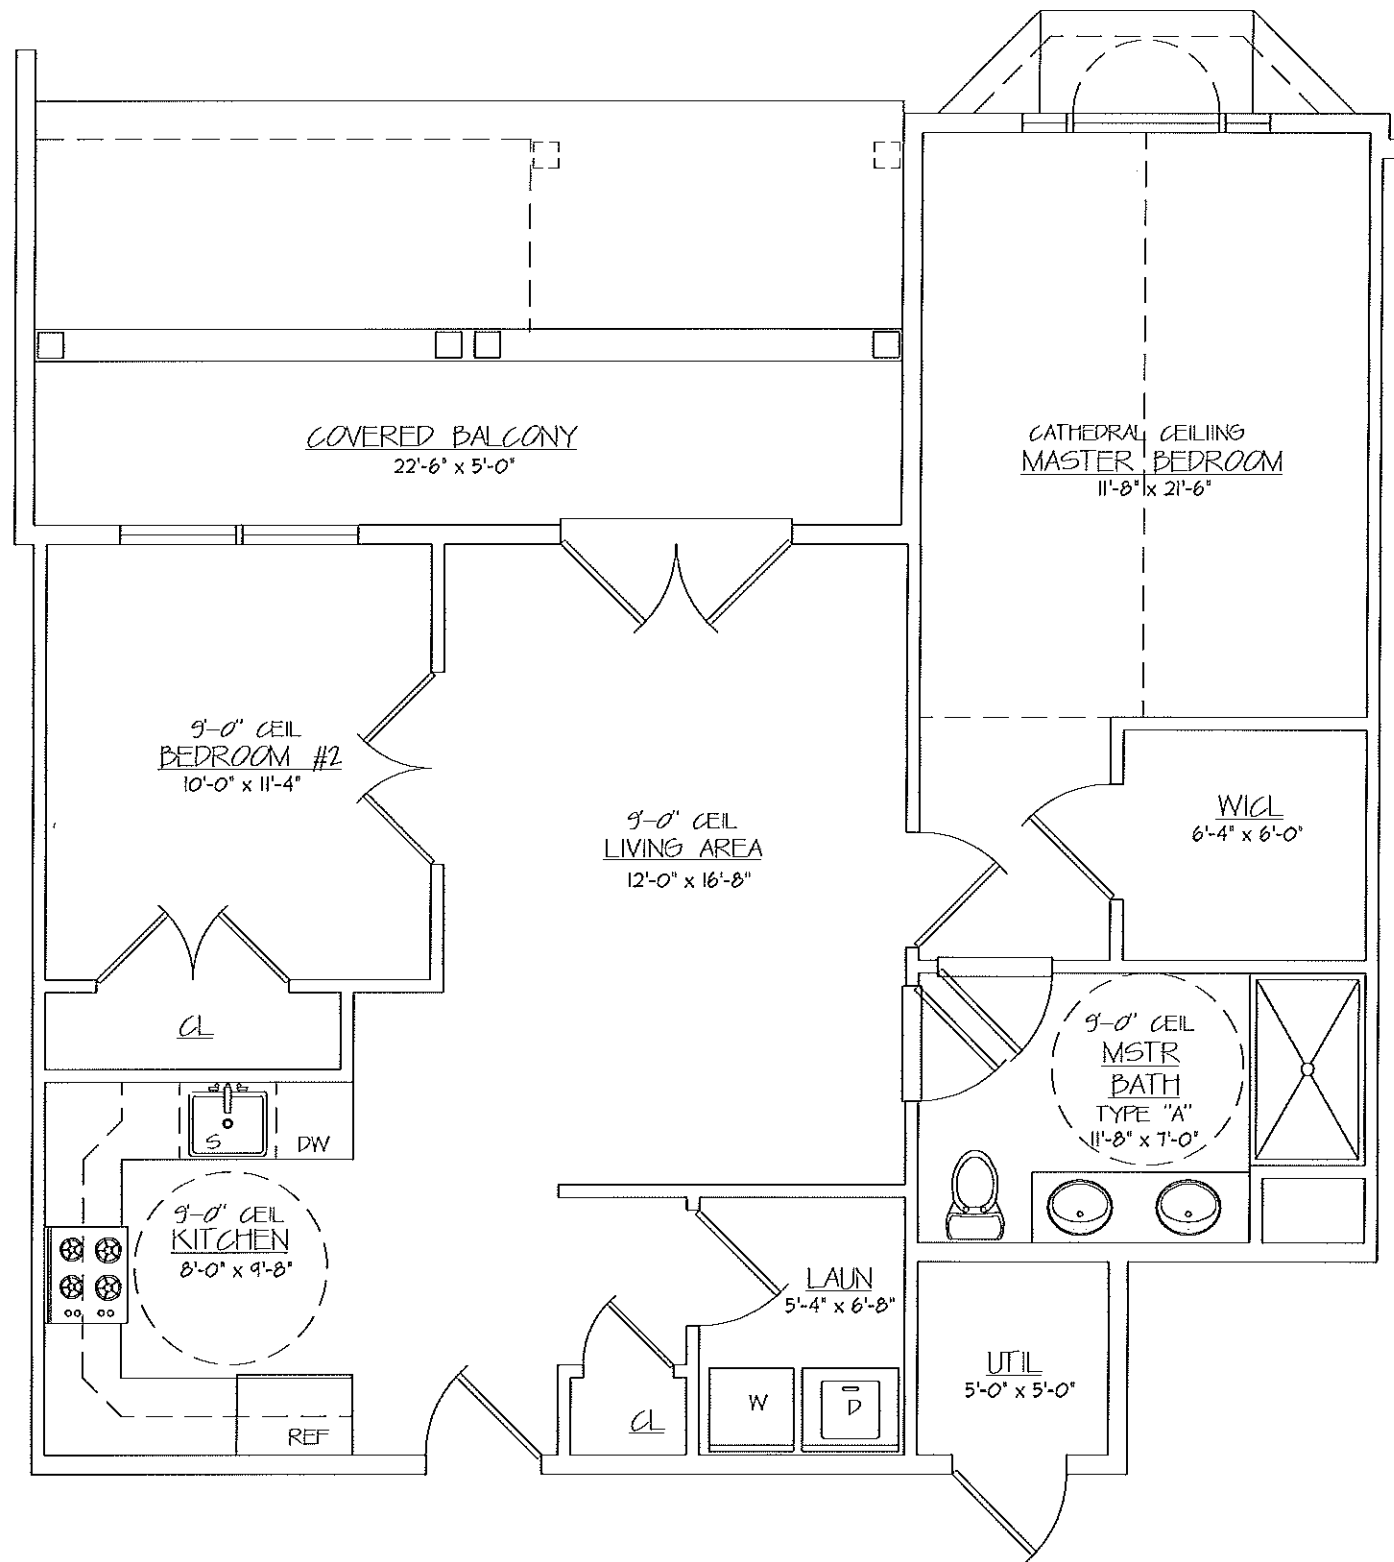 COVERED BALCONY
22'-6" x 5'-0"
CATHEDRAL CEILIING
MASTER BEDROOM
11'-8" x 21'-6"
9'-0" CEIL
BEDROOM #2
10'-0" x 11'-4"
9'-0" CEIL
LIVING AREA
12'-0" x 16'-8"
WICL
6'-4" x 6'-0"
CL
9'-0" CEIL
MSTR
BATH
TYPE "A"
11'-8" x 7'-0"
S
DW
9'-0" CEIL
KITCHEN
8'-0" x 9'-8"
LAUN
5'-4" x 6'-8"
UTIL
5'-0" x 5'-0"
W
D
CL
REF